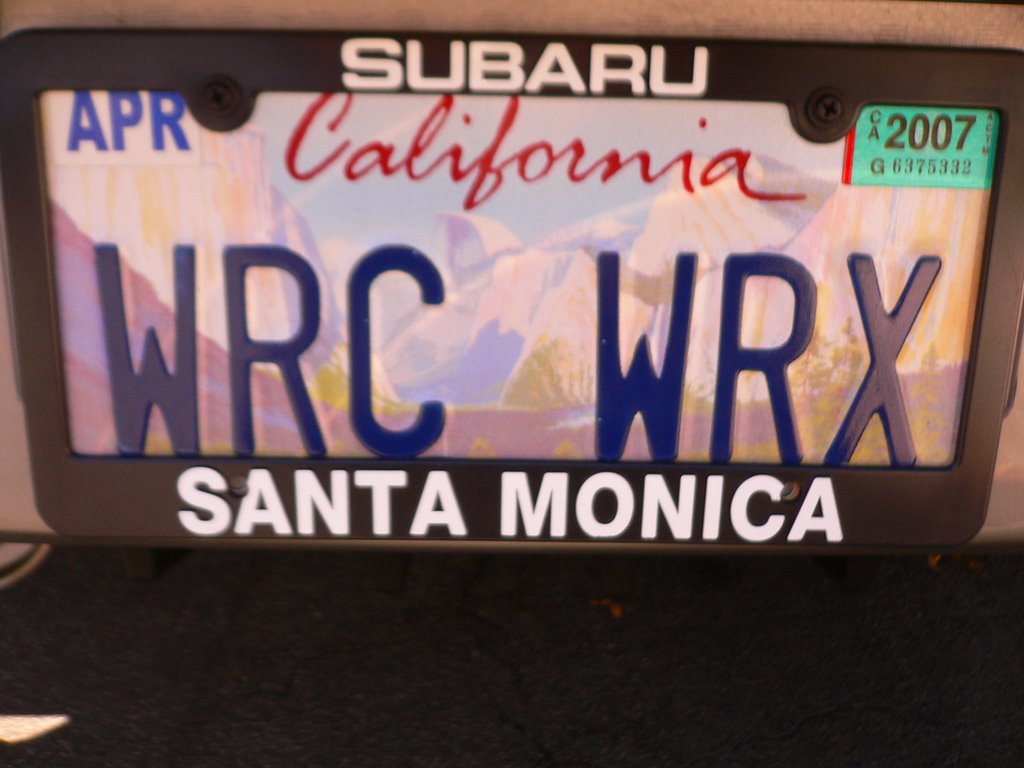 SUBARU
APR California CA 2007
G 6375332
WRC WRX
SANTA MONICA